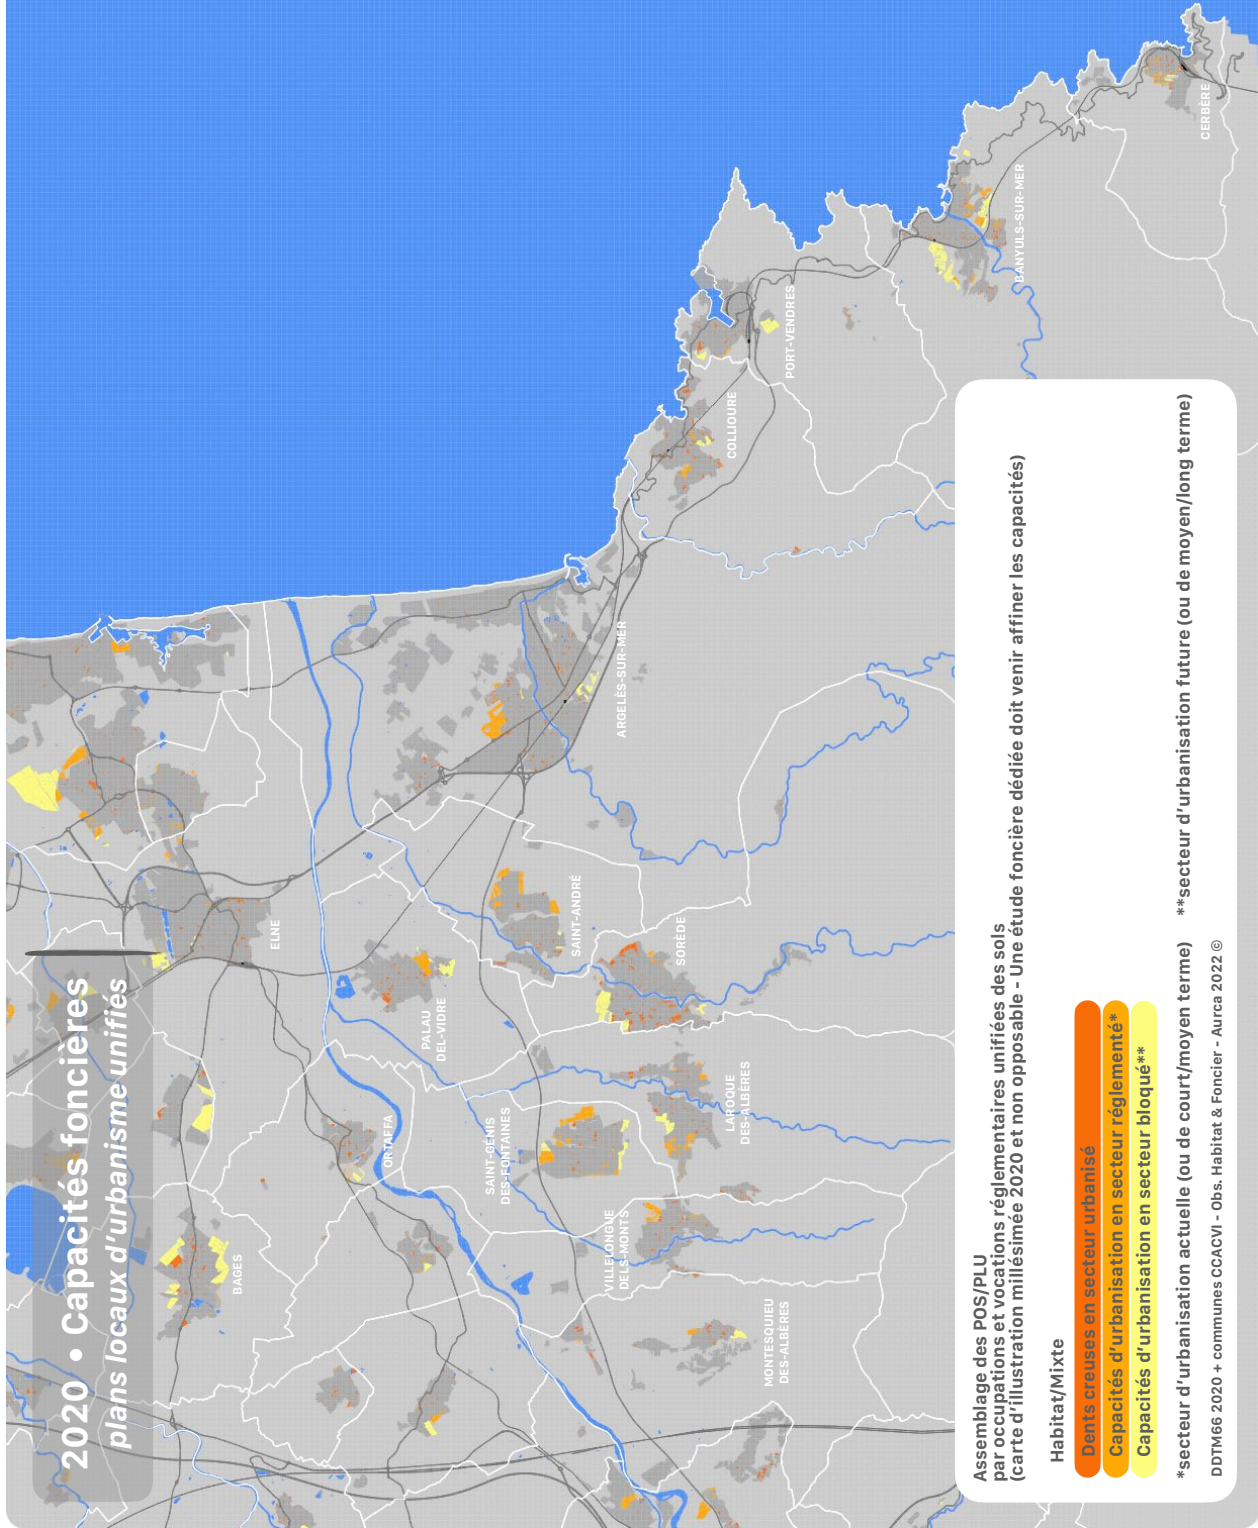 2020 • Capacités foncières
plans locaux d'urbanisme unifiés
BAGES
ELNE
ORTAFFA
PALAU
DEL-VIDRE
SAINT-GENIS
DES-FONTAINES
SAINT-ANDRÉ
ARGELÈS-SUR-MER
VILLELONGUE
DELS-MONTS
SORÈDE
LAROQUE
DES-ALBÈRES
MONTESQUIEU
DES-ALBÈRES
COLLIOURE
PORT-VENDRES
BANYULS-SUR-MER
CERBÈRE
Assemblage des POS/PLU
par occupations et vocations réglementaires unifiées des sols
(carte d'illustration millésimée 2020 et non opposable - Une étude foncière dédiée doit venir affiner les capacités)
Habitat/Mixte
Dents creuses en secteur urbanisé
Capacités d'urbanisation en secteur réglementé*
Capacités d'urbanisation en secteur bloqué**
*secteur d'urbanisation actuelle (ou de court/moyen terme) **secteur d'urbanisation future (ou de moyen/long terme)
DDTM66 2020 + communes CCACVI - Obs. Habitat & Foncier - Aurca 2022 ©